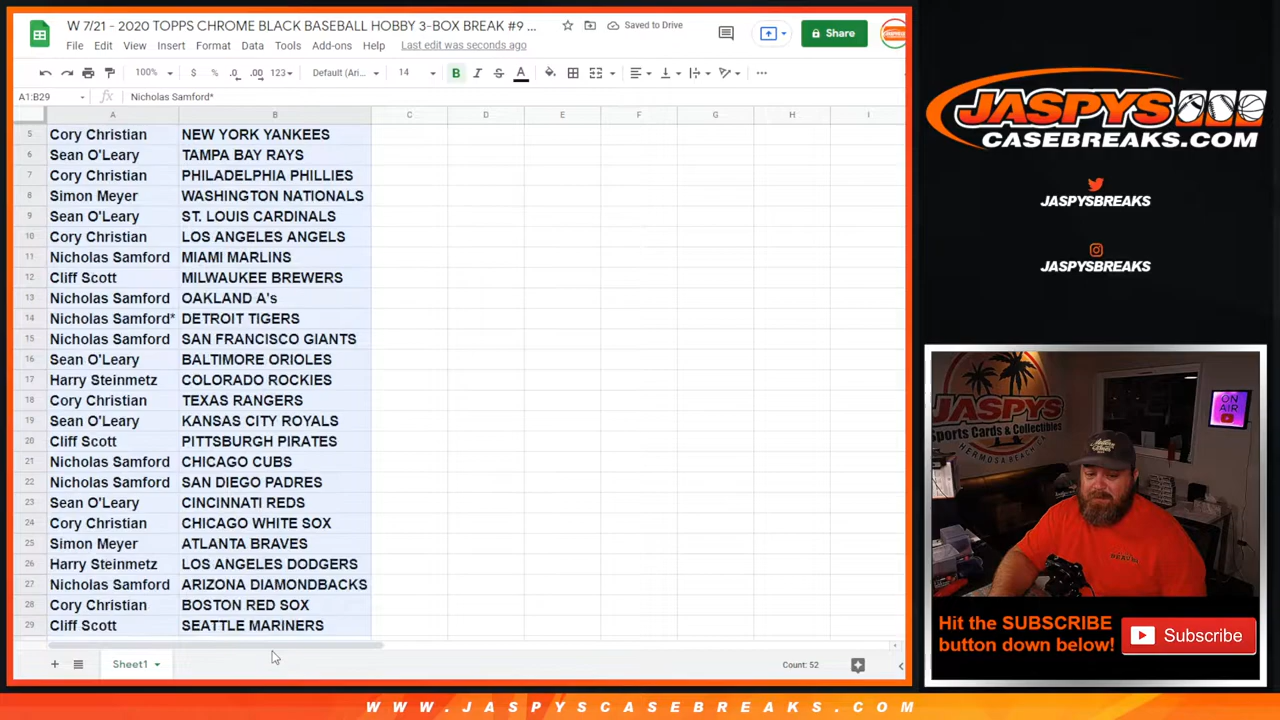 W 7/21 - 2020 TOPPS CHROME BLACK BASEBALL HOBBY 3-BOX BREAK #9 ...
Saved to Drive
File Edit View Insert Format Data Tools Add-ons Help Last edit was seconds ago
Share
100% $ % .0 .00 123 Default (Ari... 14 B I S A
A1:B29 fx Nicholas Samford*
A B C D E F G H I
5 Cory Christian NEW YORK YANKEES
6 Sean O'Leary TAMPA BAY RAYS
7 Cory Christian PHILADELPHIA PHILLIES
8 Simon Meyer WASHINGTON NATIONALS
9 Sean O'Leary ST. LOUIS CARDINALS
10 Cory Christian LOS ANGELES ANGELS
11 Nicholas Samford MIAMI MARLINS
12 Cliff Scott MILWAUKEE BREWERS
13 Nicholas Samford OAKLAND A's
14 Nicholas Samford* DETROIT TIGERS
15 Nicholas Samford SAN FRANCISCO GIANTS
16 Sean O'Leary BALTIMORE ORIOLES
17 Harry Steinmetz COLORADO ROCKIES
18 Cory Christian TEXAS RANGERS
19 Sean O'Leary KANSAS CITY ROYALS
20 Cliff Scott PITTSBURGH PIRATES
21 Nicholas Samford CHICAGO CUBS
22 Nicholas Samford SAN DIEGO PADRES
23 Sean O'Leary CINCINNATI REDS
24 Cory Christian CHICAGO WHITE SOX
25 Simon Meyer ATLANTA BRAVES
26 Harry Steinmetz LOS ANGELES DODGERS
27 Nicholas Samford ARIZONA DIAMONDBACKS
28 Cory Christian BOSTON RED SOX
29 Cliff Scott SEATTLE MARINERS
Sheet1
Count: 52
JASPYS
CASEBREAKS.COM
JASPYSBREAKS
JASPYSBREAKS
JASPYS
Sports Cards & Collectibles
HERMOSA BEACH
ON
AIR
Hit the SUBSCRIBE
button down below!
Subscribe
WWW.JASPYSCASEBREAKS.COM